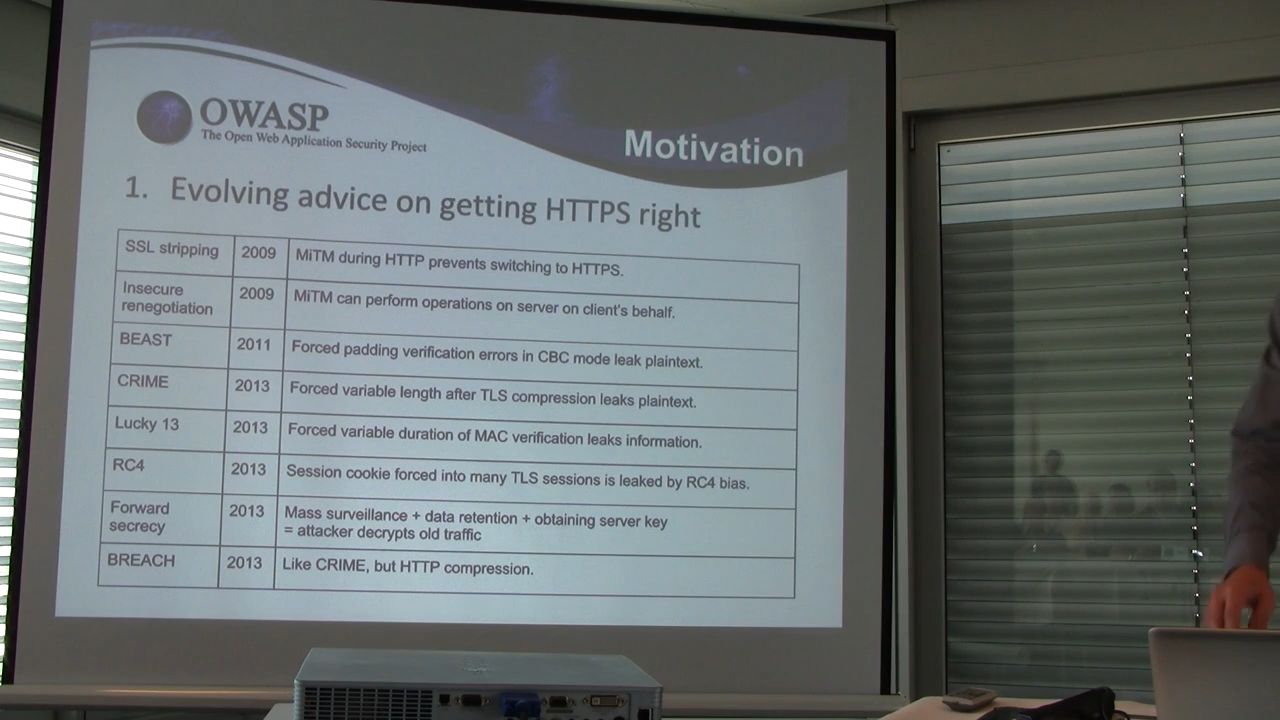 OWASP
The Open Web Application Security Project
Motivation
1. Evolving advice on getting HTTPS right
SSL stripping 2009 MiTM during HTTP prevents switching to HTTPS.
Insecure renegotiation 2009 MiTM can perform operations on server on client's behalf.
BEAST 2011 Forced padding verification errors in CBC mode leak plaintext.
CRIME 2013 Forced variable length after TLS compression leaks plaintext.
Lucky 13 2013 Forced variable duration of MAC verification leaks information.
RC4 2013 Session cookie forced into many TLS sessions is leaked by RC4 bias.
Forward secrecy 2013 Mass surveillance + data retention + obtaining server key
= attacker decrypts old traffic
BREACH 2013 Like CRIME, but HTTP compression.